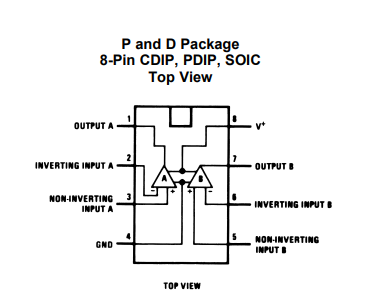 P and D Package
8-Pin CDIP, PDIP, SOIC
Top View
1
OUTPUT A
8
V+
2
INVERTING INPUT A
7
OUTPUT B
A
B
- + + -
3
NON-INVERTING
INPUT A
6
INVERTING INPUT B
4
GND
5
NON-INVERTING
INPUT B
TOP VIEW